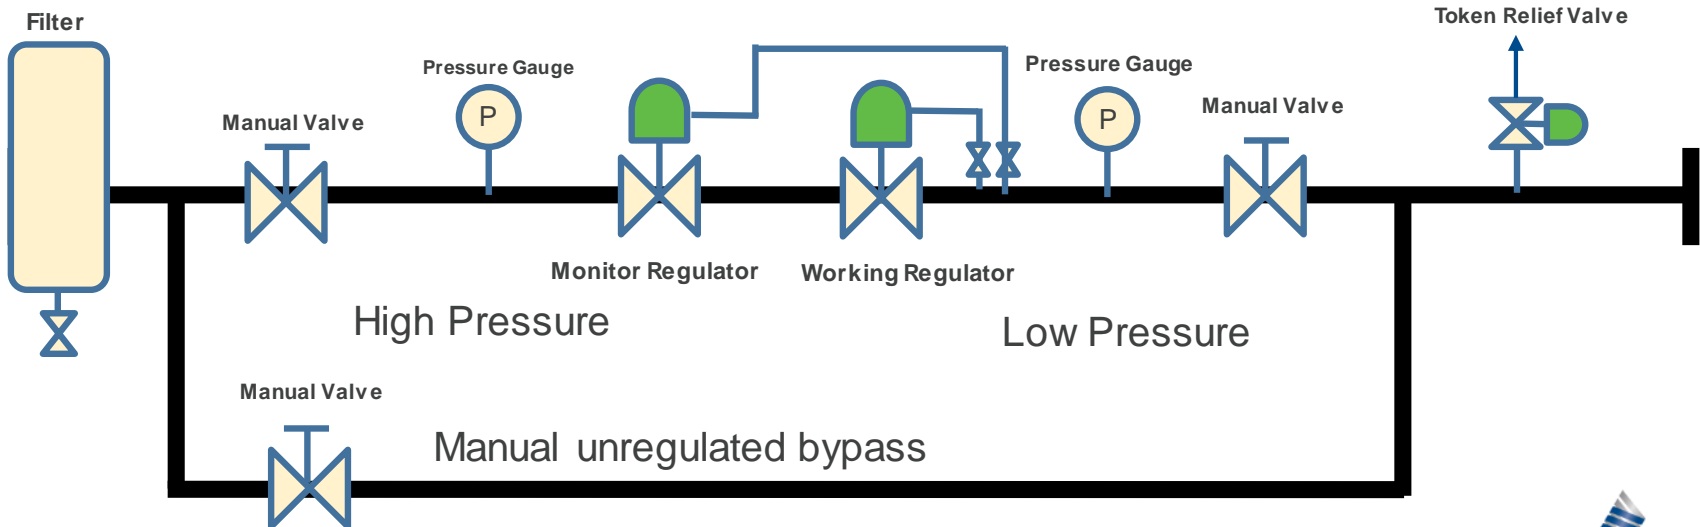 Filter
Token Relief Valve
Pressure Gauge
Pressure Gauge
Manual Valve
P
P
Manual Valve
Monitor Regulator
Working Regulator
High Pressure
Low Pressure
Manual Valve
Manual unregulated bypass